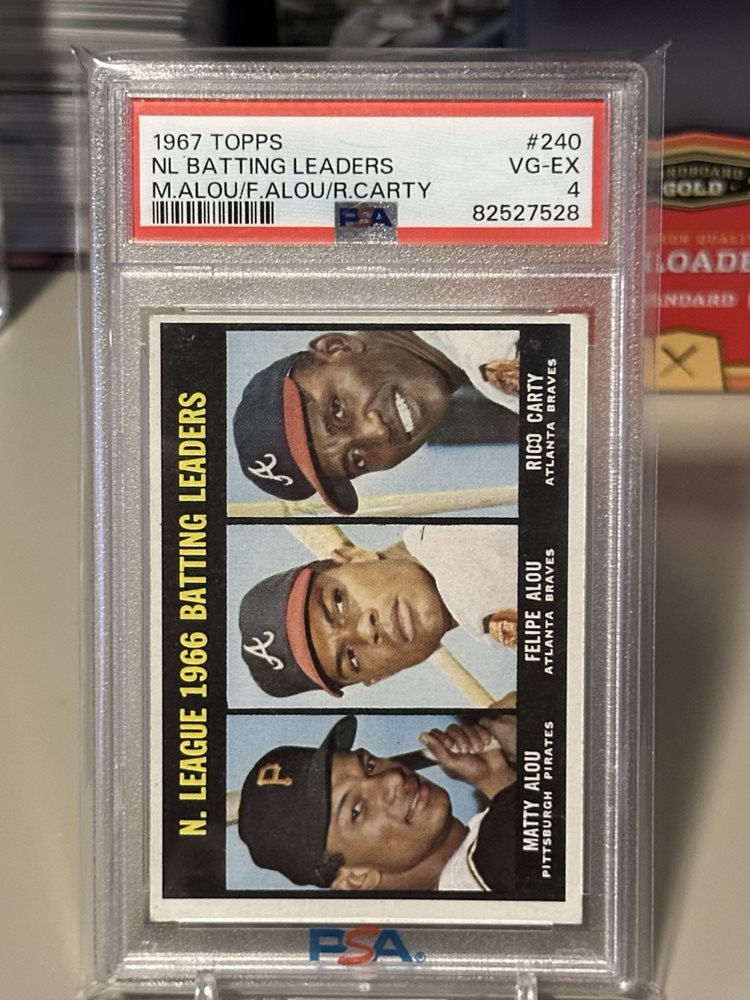 1967 TOPPS #240
NL BATTING LEADERS VG-EX
M.ALOU/F.ALOU/R.CARTY 4
PSA 82527528
N. LEAGUE 1966 BATTING LEADERS
MATTY ALOU
PITTSBURGH PIRATES
FELIPE ALOU
ATLANTA BRAVES
RICO CARTY
ATLANTA BRAVES
A
A
P
PSA®
GOLD